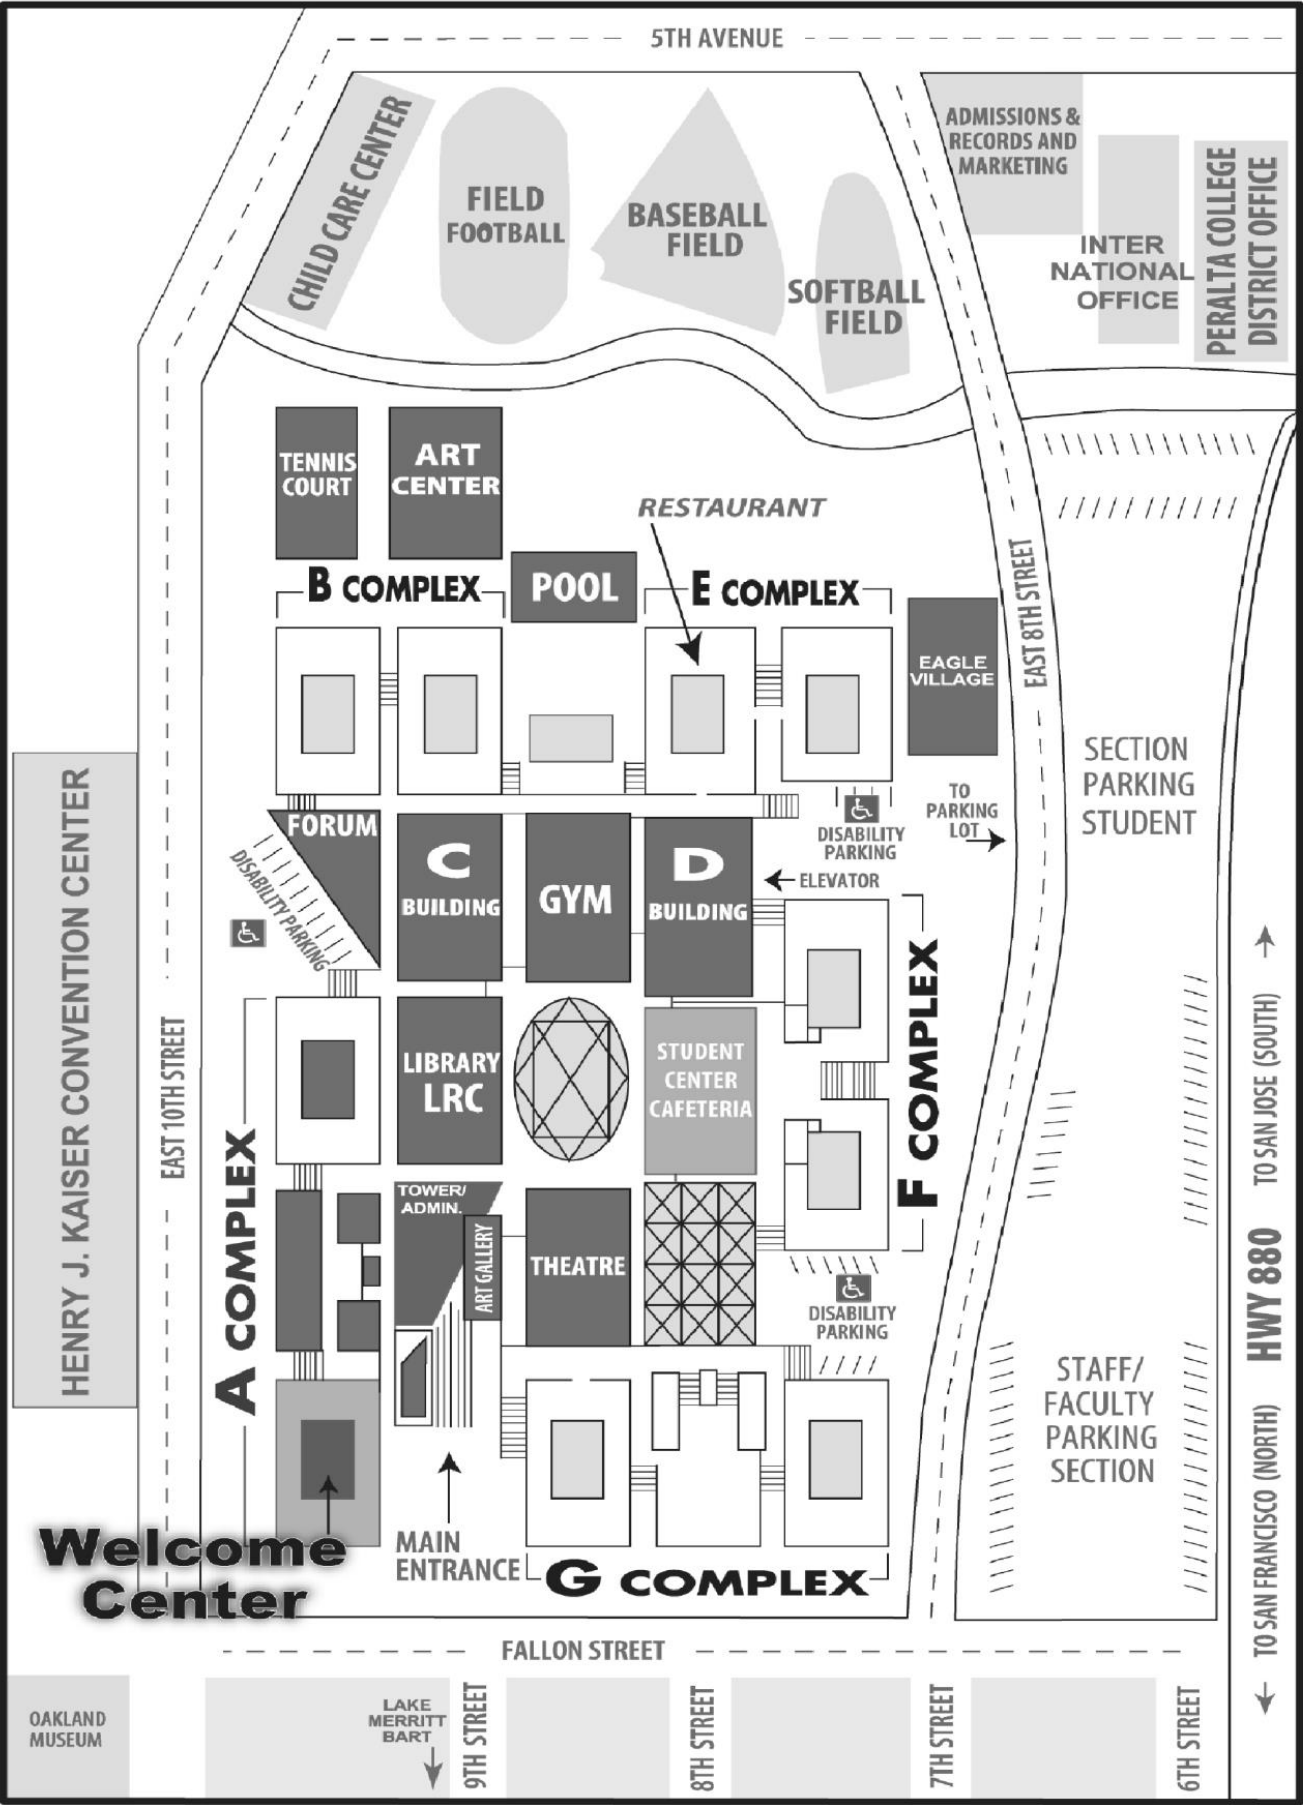 5TH AVENUE
CHILD CARE CENTER
FIELD
FOOTBALL
BASEBALL
FIELD
SOFTBALL
FIELD
ADMISSIONS &
RECORDS AND
MARKETING
INTER
NATIONAL
OFFICE
PERALTA COLLEGE
DISTRICT OFFICE
TENNIS
COURT
ART
CENTER
RESTAURANT
B COMPLEX
POOL
E COMPLEX
EAGLE
VILLAGE
EAST 8TH STREET
SECTION
PARKING
STUDENT
TO
PARKING
LOT
DISABILITY
PARKING
FORUM
DISABILITY PARKING
C
BUILDING
GYM
D
BUILDING
ELEVATOR
HENRY J. KAISER CONVENTION CENTER
EAST 10TH STREET
A COMPLEX
LIBRARY
LRC
STUDENT
CENTER
CAFETERIA
F COMPLEX
TO SAN JOSE (SOUTH)
HWY 880
TO SAN FRANCISCO (NORTH)
TOWER/
ADMIN.
ART GALLERY
THEATRE
DISABILITY
PARKING
STAFF/
FACULTY
PARKING
SECTION
Welcome
Center
MAIN
ENTRANCE
G COMPLEX
FALLON STREET
OAKLAND
MUSEUM
LAKE
MERRITT
BART
9TH STREET
8TH STREET
7TH STREET
6TH STREET